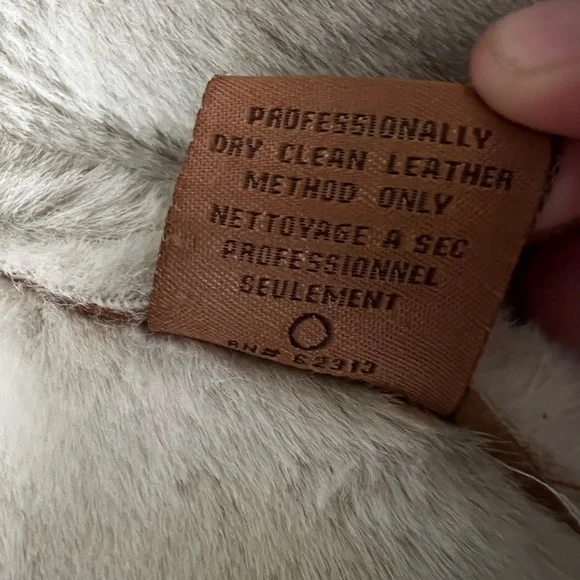 PROFESSIONALLY
DRY CLEAN LEATHER
METHOD ONLY
NETTOYAGE A SEC
PROFESSIONNEL
SEULEMENT
RN# 62313